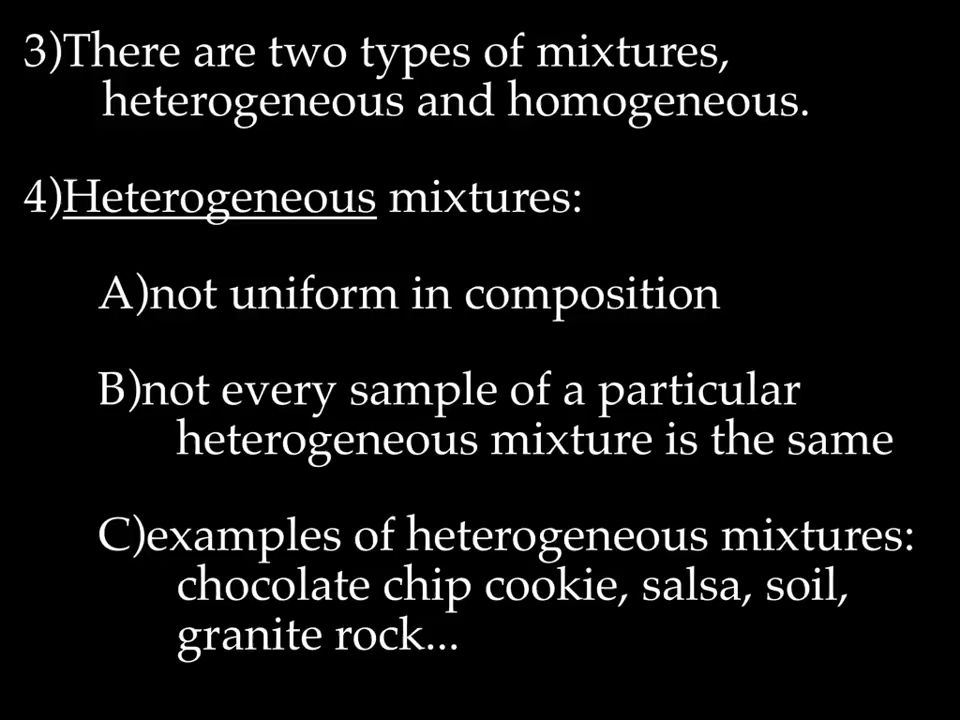 3)There are two types of mixtures,
heterogeneous and homogeneous.
4)Heterogeneous mixtures:
A)not uniform in composition
B)not every sample of a particular
heterogeneous mixture is the same
C)examples of heterogeneous mixtures:
chocolate chip cookie, salsa, soil,
granite rock...